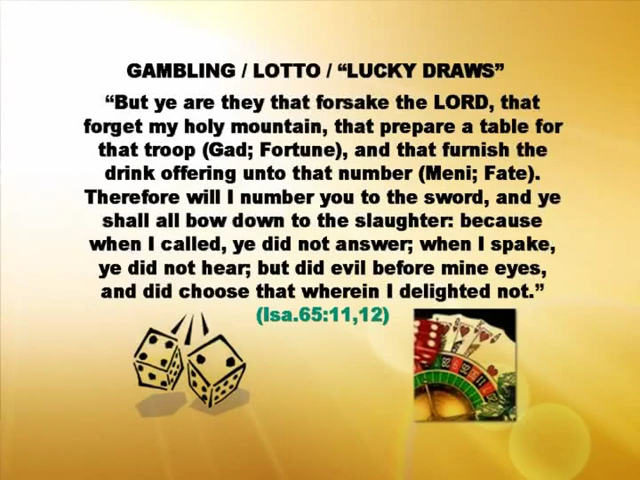 GAMBLING / LOTTO / “LUCKY DRAWS”
“But ye are they that forsake the LORD, that
forget my holy mountain, that prepare a table for
that troop (Gad; Fortune), and that furnish the
drink offering unto that number (Meni; Fate).
Therefore will I number you to the sword, and ye
shall all bow down to the slaughter: because
when I called, ye did not answer; when I spake,
ye did not hear; but did evil before mine eyes,
and did choose that wherein I delighted not.”
(Isa.65:11,12)